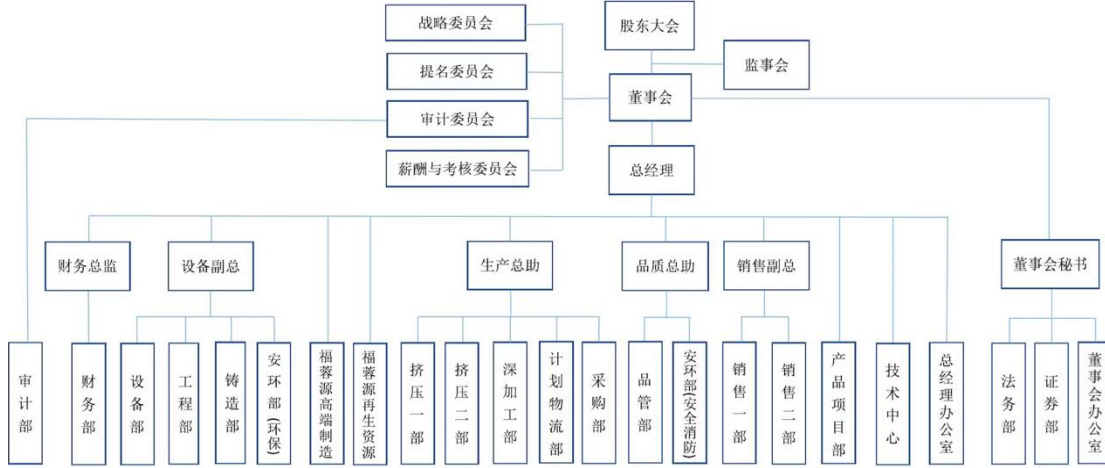 战略委员会
股东大会
提名委员会
监事会
董事会
审计委员会
薪酬与考核委员会
总经理
财务总监
设备副总
生产总助
品质总助
销售副总
董事会秘书
审计部
财务部
设备部
工程部
铸造部
安环部(环保)
福蓉源高端制造
福蓉源再生资源
挤压一部
挤压二部
深加工部
计划物流部
采购部
品管部
安环部(安全消防)
销售一部
销售二部
产品项目部
技术中心
总经理办公室
法务部
证券部
董事会办公室